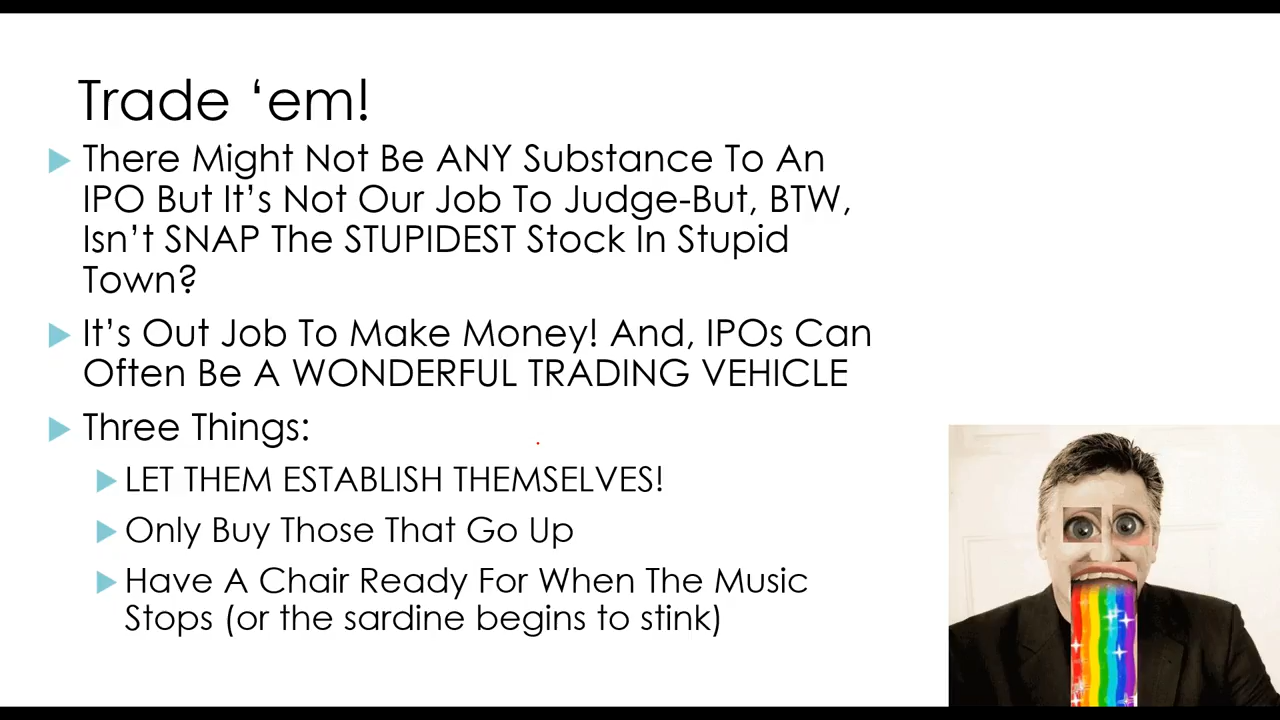 Trade ‘em!
There Might Not Be ANY Substance To An
IPO But It’s Not Our Job To Judge-But, BTW,
Isn’t SNAP The STUPIDEST Stock In Stupid
Town?
It’s Out Job To Make Money! And, IPOs Can
Often Be A WONDERFUL TRADING VEHICLE
Three Things:
LET THEM ESTABLISH THEMSELVES!
Only Buy Those That Go Up
Have A Chair Ready For When The Music
Stops (or the sardine begins to stink)